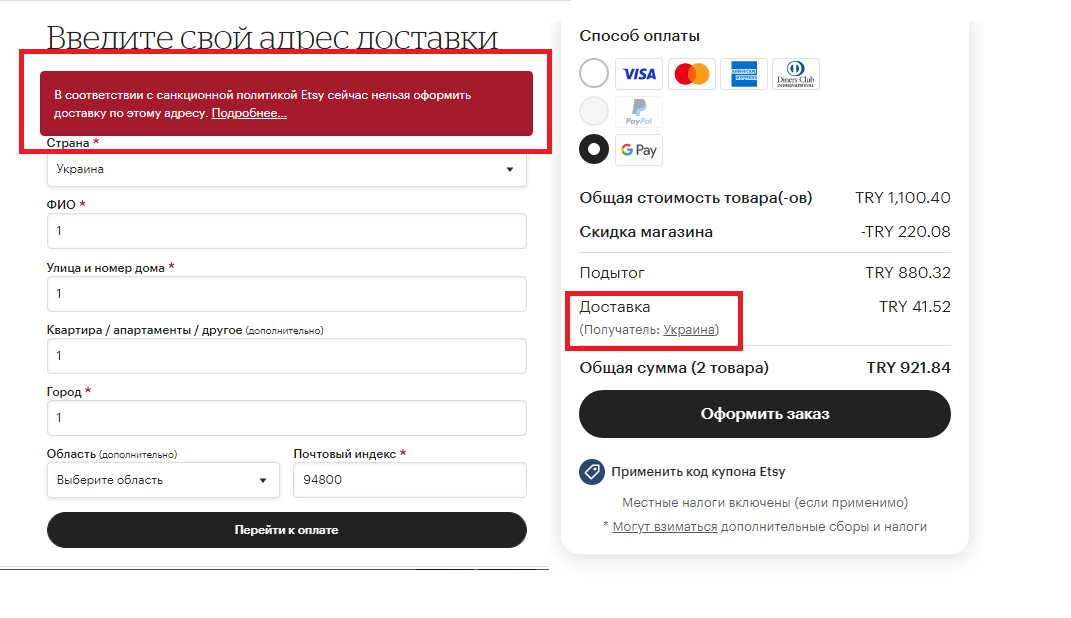 Введите свой адрес доставки
В соответствии с санкционной политикой Etsy сейчас нельзя оформить
доставку по этому адресу. Подробнее...
Страна *
Украина
ФИО *
1
Улица и номер дома *
1
Квартира / апартаменты / другое (дополнительно)
1
Город *
1
Область (дополнительно)
Выберите область
Почтовый индекс *
94800
Перейти к оплате
Способ оплаты
VISA
AMERICAN EXPRESS
Diners Club
INTERNATIONAL
PayPal
G Pay
Общая стоимость товара(-ов) TRY 1,100.40
Скидка магазина -TRY 220.08
Подытог TRY 880.32
Доставка TRY 41.52
(Получатель: Украина)
Общая сумма (2 товара) TRY 921.84
Оформить заказ
Применить код купона Etsy
Местные налоги включены (если применимо)
* Могут взиматься дополнительные сборы и налоги